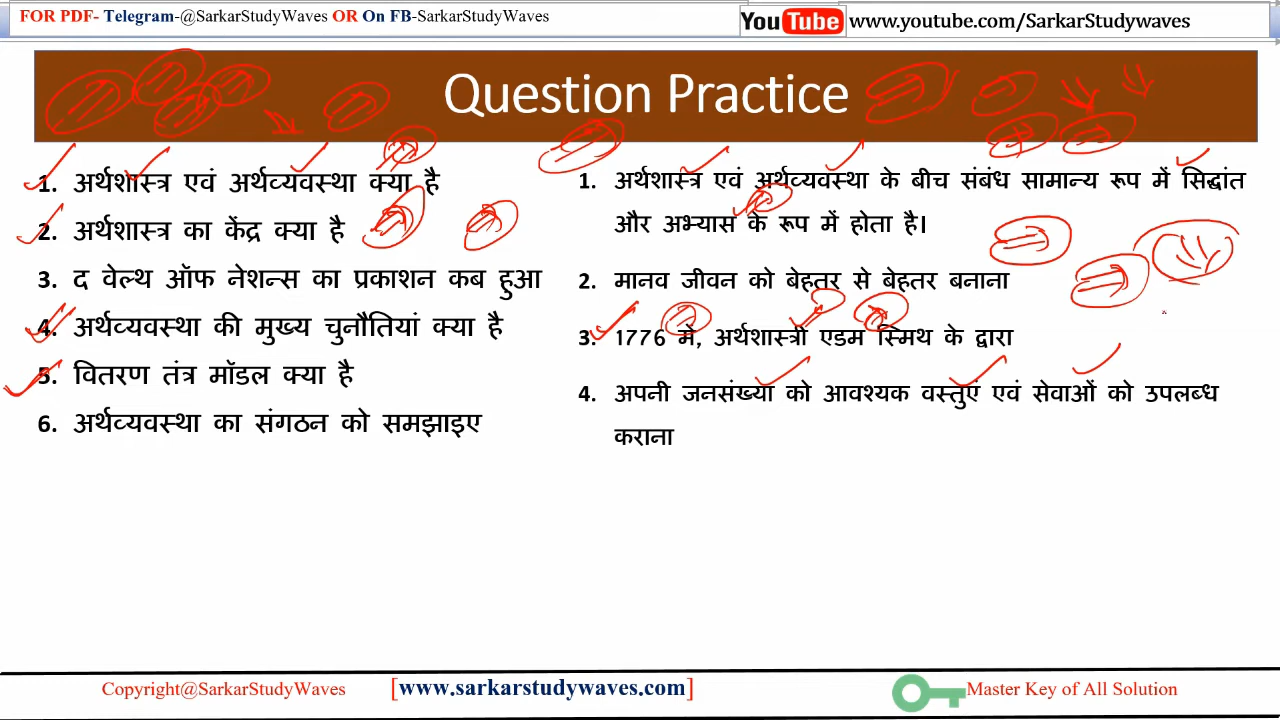 FOR PDF- Telegram-@SarkarStudyWaves OR On FB-SarkarStudyWaves
YouTube www.youtube.com/SarkarStudywaves
Question Practice
1. अर्थशास्त्र एवं अर्थव्यवस्था क्या है
2. अर्थशास्त्र का केंद्र क्या है
3. द वेल्थ ऑफ नेशन्स का प्रकाशन कब हुआ
4. अर्थव्यवस्था की मुख्य चुनौतियां क्या है
5. वितरण तंत्र मॉडल क्या है
6. अर्थव्यवस्था का संगठन को समझाइए
1. अर्थशास्त्र एवं अर्थव्यवस्था के बीच संबंध सामान्य रूप में सिद्धांत
और अभ्यास के रूप में होता है।
2. मानव जीवन को बेहतर से बेहतर बनाना
3. 1776 मे, अर्थशास्त्री एडम स्मिथ के द्वारा
4. अपनी जनसंख्या को आवश्यक वस्तुएं एवं सेवाओं को उपलब्ध
कराना
Copyright@SarkarStudyWaves
[www.sarkarstudywaves.com]
Master Key of All Solution